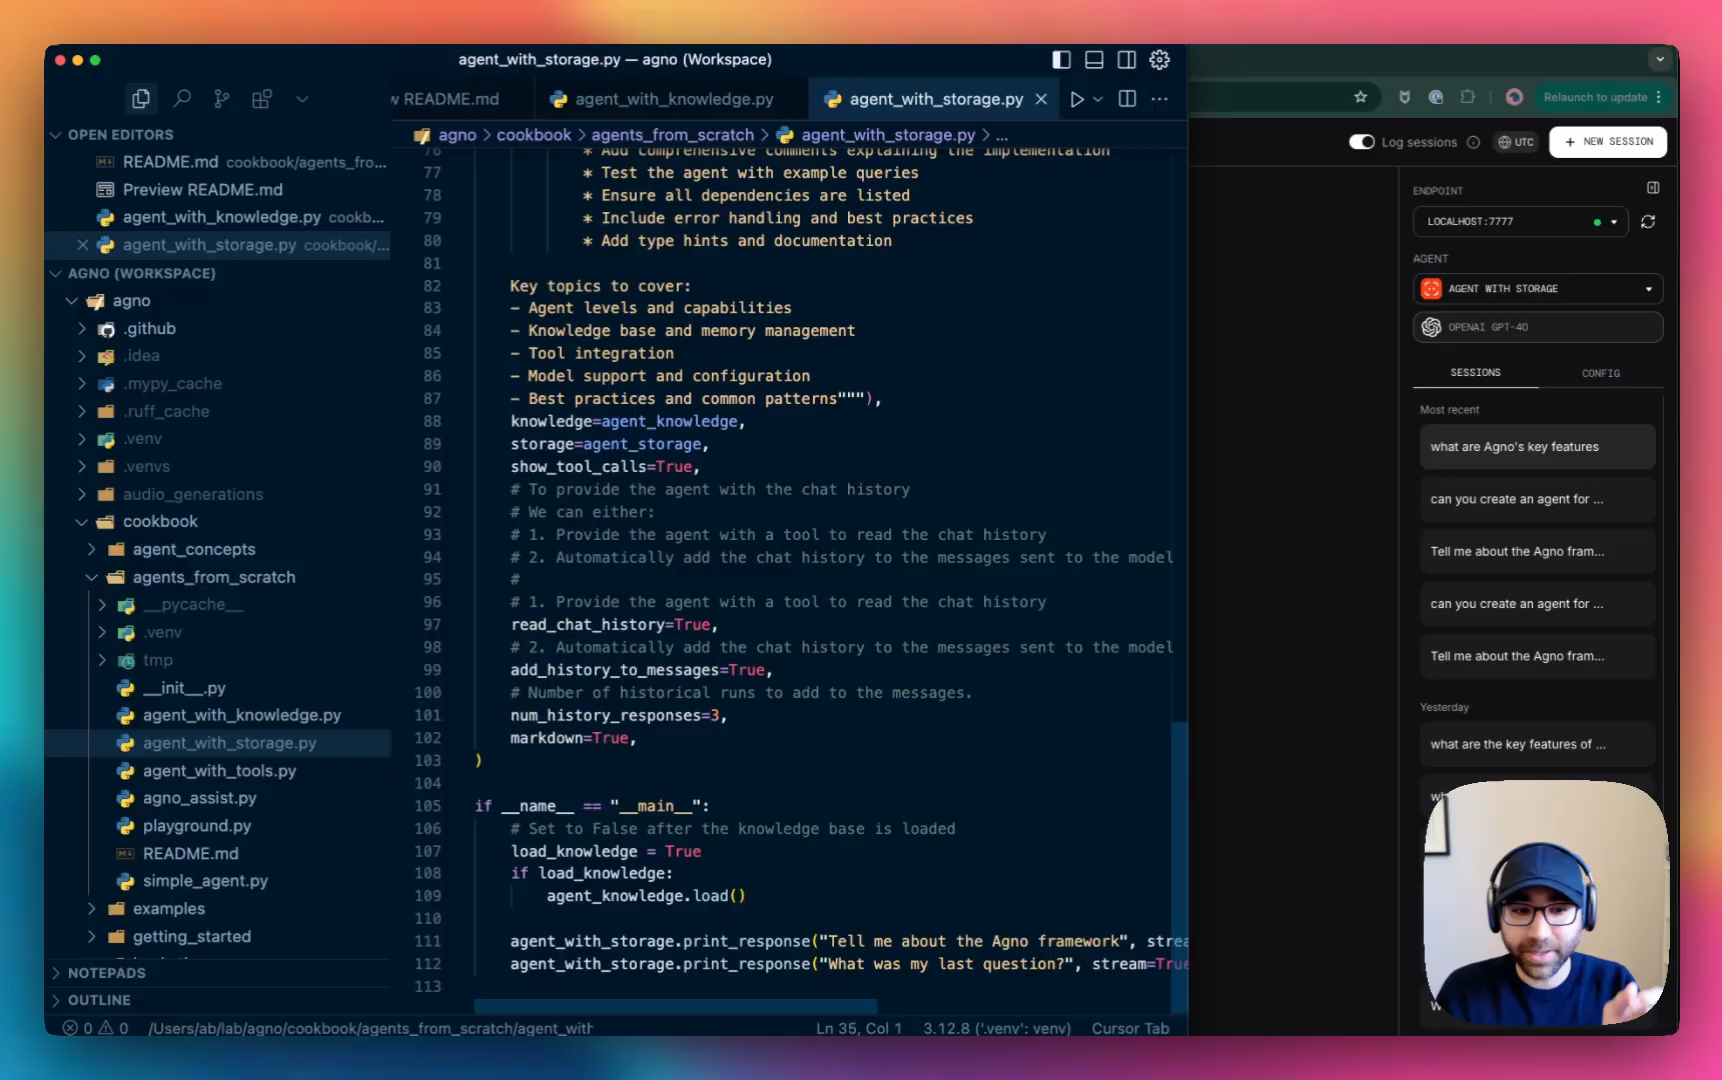 agent_with_storage.py — agno (Workspace)
README.md
agent_with_knowledge.py
agent_with_storage.py
agno > cookbook > agents_from_scratch > agent_with_storage.py > ...
OPEN EDITORS
README.md cookbook/agents_fro...
Preview README.md
agent_with_knowledge.py cookb...
agent_with_storage.py cookbook/...
AGNO (WORKSPACE)
agno
.github
.idea
.mypy_cache
.ruff_cache
.venv
.venvs
audio_generations
cookbook
agent_concepts
agents_from_scratch
__pycache__
.venv
tmp
__init__.py
agent_with_knowledge.py
agent_with_storage.py
agent_with_tools.py
agno_assist.py
playground.py
README.md
simple_agent.py
examples
getting_started
NOTEPADS
OUTLINE
76 * Add comprehensive comments explaining the implementation
77 * Test the agent with example queries
78 * Ensure all dependencies are listed
79 * Include error handling and best practices
80 * Add type hints and documentation
81
82 Key topics to cover:
83 - Agent levels and capabilities
84 - Knowledge base and memory management
85 - Tool integration
86 - Model support and configuration
87 - Best practices and common patterns"""),
88 knowledge=agent_knowledge,
89 storage=agent_storage,
90 show_tool_calls=True,
91 # To provide the agent with the chat history
92 # We can either:
93 # 1. Provide the agent with a tool to read the chat history
94 # 2. Automatically add the chat history to the messages sent to the model
95 #
96 # 1. Provide the agent with a tool to read the chat history
97 read_chat_history=True,
98 # 2. Automatically add the chat history to the messages sent to the model
99 add_history_to_messages=True,
100 # Number of historical runs to add to the messages.
101 num_history_responses=3,
102 markdown=True,
103 )
104
105 if __name__ == "__main__":
106 # Set to False after the knowledge base is loaded
107 load_knowledge = True
108 if load_knowledge:
109 agent_knowledge.load()
110
111 agent_with_storage.print_response("Tell me about the Agno framework", strea
112 agent_with_storage.print_response("What was my last question?", stream=True
113
0 0 /Users/ab/lab/agno/cookbook/agents_from_scratch/agent_with
Ln 35, Col 1 3.12.8 ('.venv': venv) Cursor Tab
Relaunch to update
Log sessions UTC + NEW SESSION
ENDPOINT
LOCALHOST:7777
AGENT
AGENT WITH STORAGE
OPENAI GPT-4O
SESSIONS CONFIG
Most recent
what are Agno's key features
can you create an agent for ...
Tell me about the Agno fram...
can you create an agent for ...
Tell me about the Agno fram...
Yesterday
what are the key features of ...